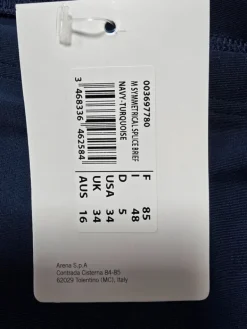 003697780
M SYMMETRICAL SPLICE BRIEF
NAVY-TURQUOISE
3 468336 462584
F 85
I 48
D 5
USA 34
UK 34
AUS 16
Arena S.p.A
Contrada Cisterna 84-85
62029 Tolentino (MC), Italy